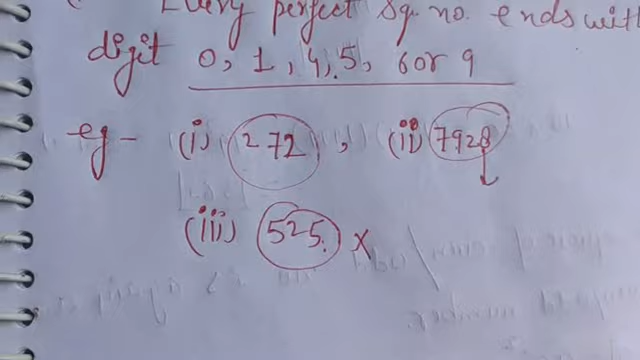 Every perfect sq. no. ends with
digit 0, 1, 4, 5, 6 or 9
eg - (i) 272, (ii) 7928
(iii) 525. x